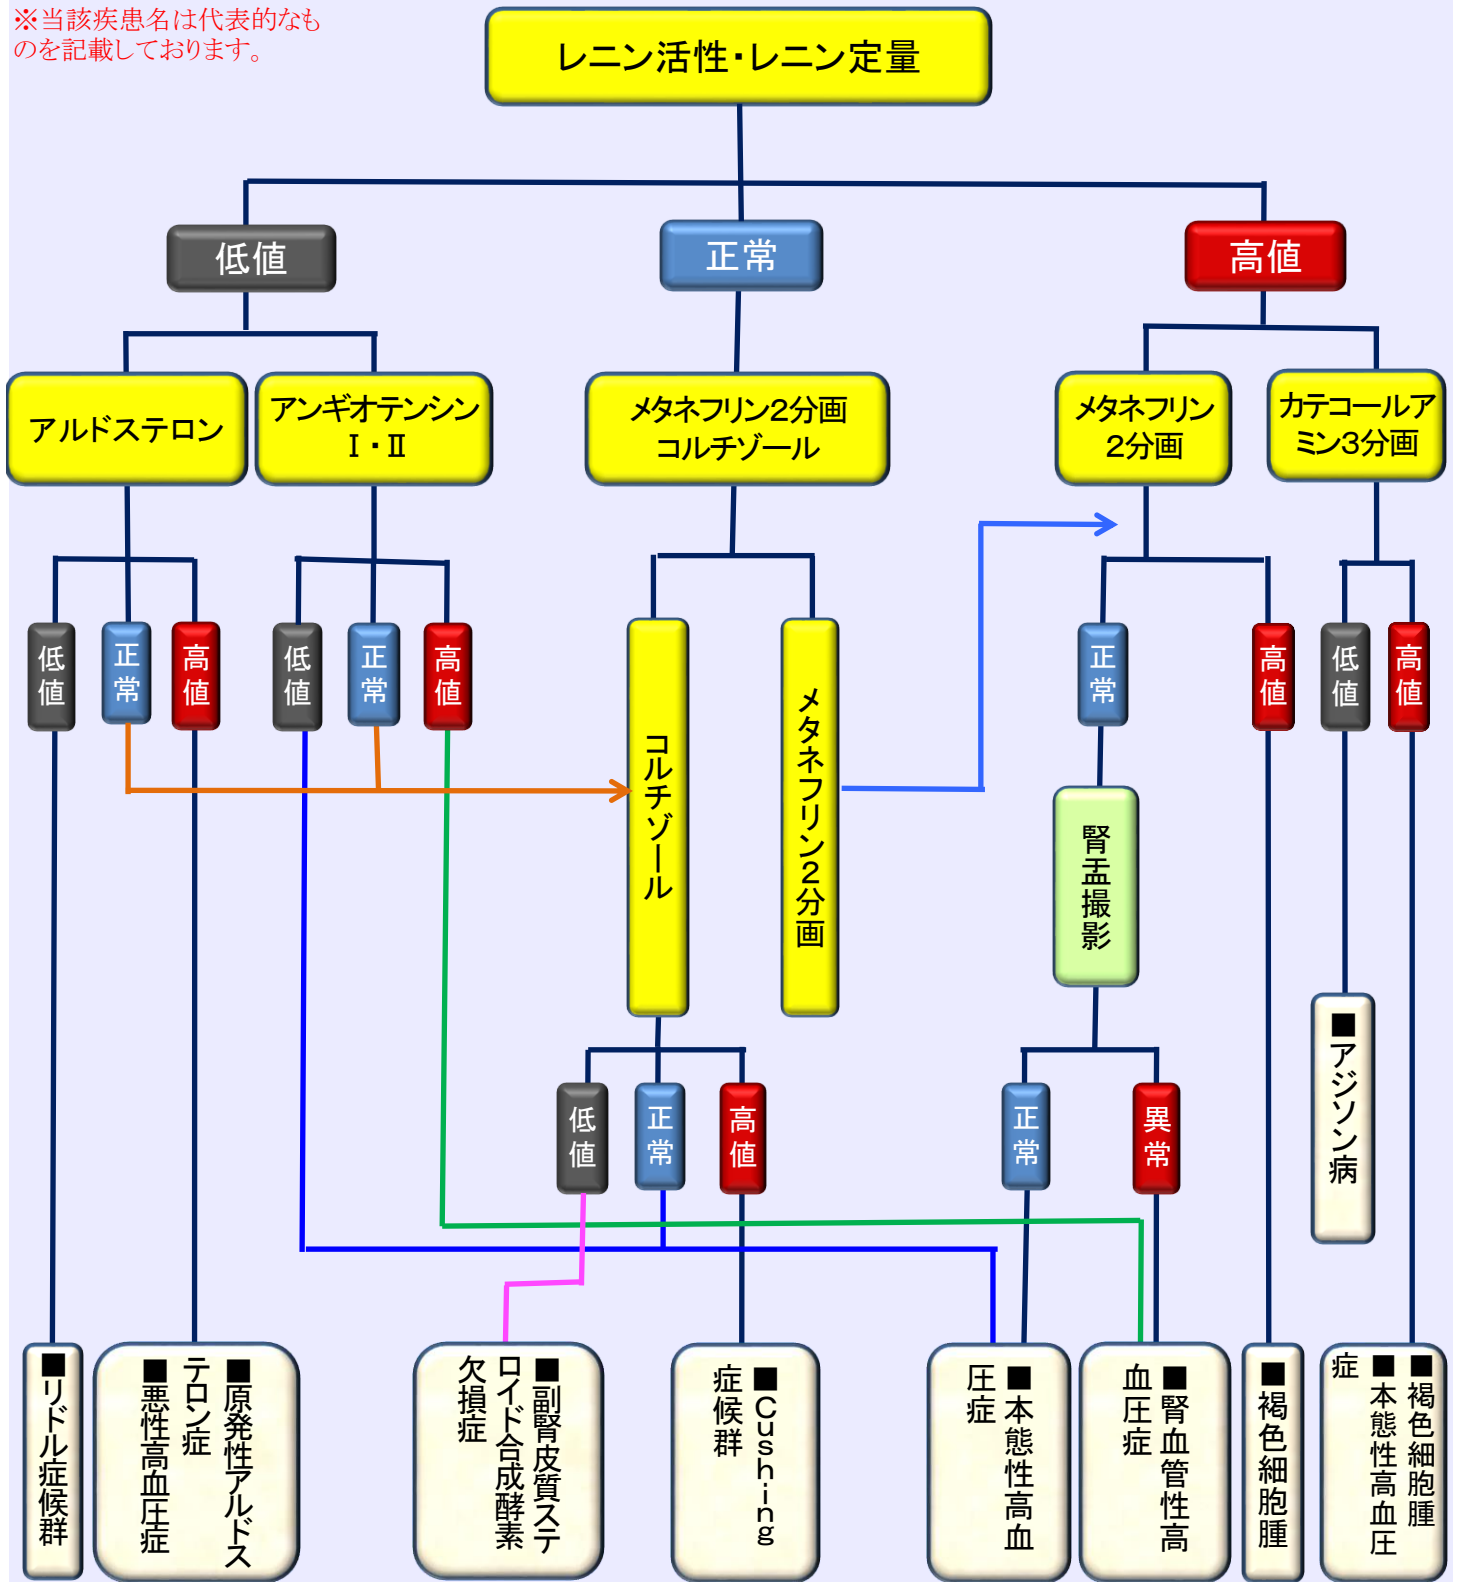 ※当該疾患名は代表的なも
のを記載しております。
レニン活性・レニン定量
低値
正常
高値
アルドステロン
アンギオテンシン
Ⅰ・Ⅱ
メタネフリン2分画
コルチゾール
メタネフリン
2分画
カテコールア
ミン3分画
低値
正常
高値
低値
正常
高値
コルチゾール
メタネフリン2分画
正常
高値
低値
高値
腎盂撮影
低値
正常
高値
正常
異常
■アジソン病
■リドル症候群
■原発性アルドス
テロン症
■悪性高血圧症
■副腎皮質ステ
ロイド合成酵素
欠損症
■Cushing
症候群
■本態性高血
圧症
■腎血管性高
血圧症
■褐色細胞腫
■褐色細胞腫
■本態性高血圧
症